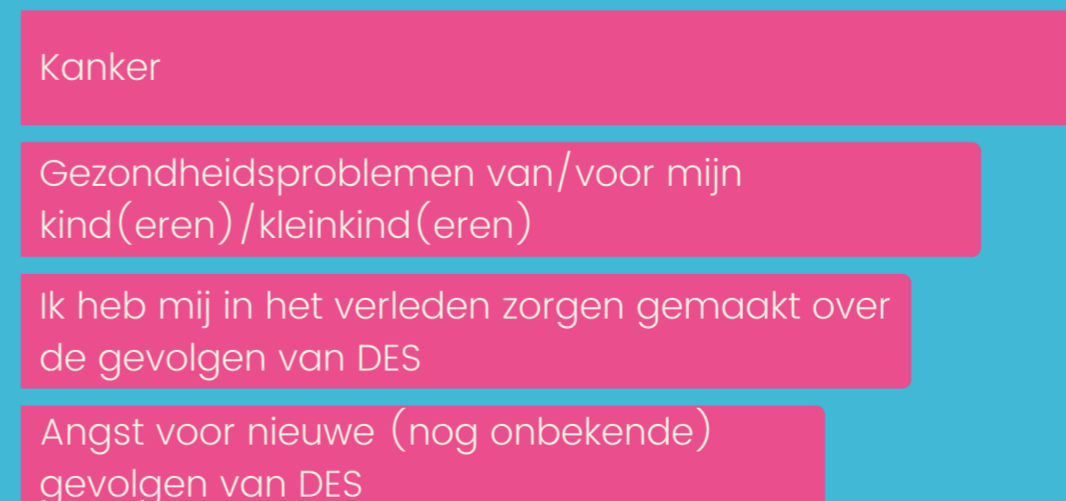 Kanker
Gezondheidsproblemen van/voor mijn
kind(eren)/kleinkind(eren)
Ik heb mij in het verleden zorgen gemaakt over
de gevolgen van DES
Angst voor nieuwe (nog onbekende)
gevolgen van DES